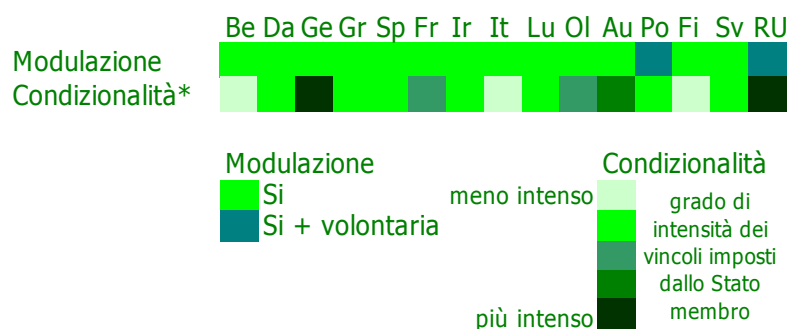 Be Da Ge Gr Sp Fr Ir It Lu Ol Au Po Fi Sv RU
Modulazione
Condizionalità*
Modulazione
Si
Si + volontaria
Condizionalità
meno intenso
più intenso
grado di
intensità dei
vincoli imposti
dallo Stato
membro